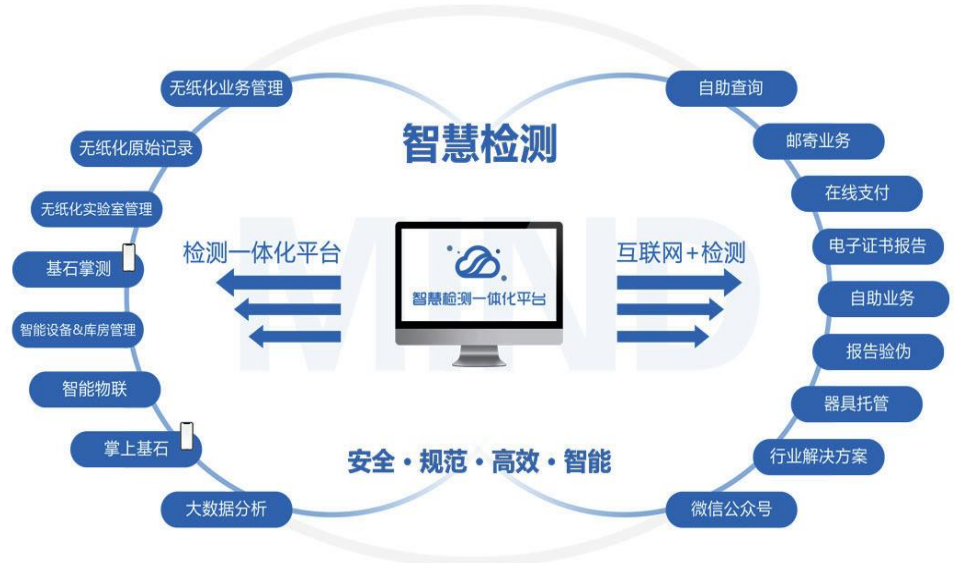 无纸化业务管理
自助查询
智慧检测
无纸化原始记录
邮寄业务
无纸化实验室管理
在线支付
检测一体化平台
互联网+检测
电子证书报告
基石掌测
智慧检测一体化平台
自助业务
智能设备&库房管理
报告验伪
智能物联
器具托管
掌上基石
安全·规范·高效·智能
行业解决方案
大数据分析
微信公众号
MIND